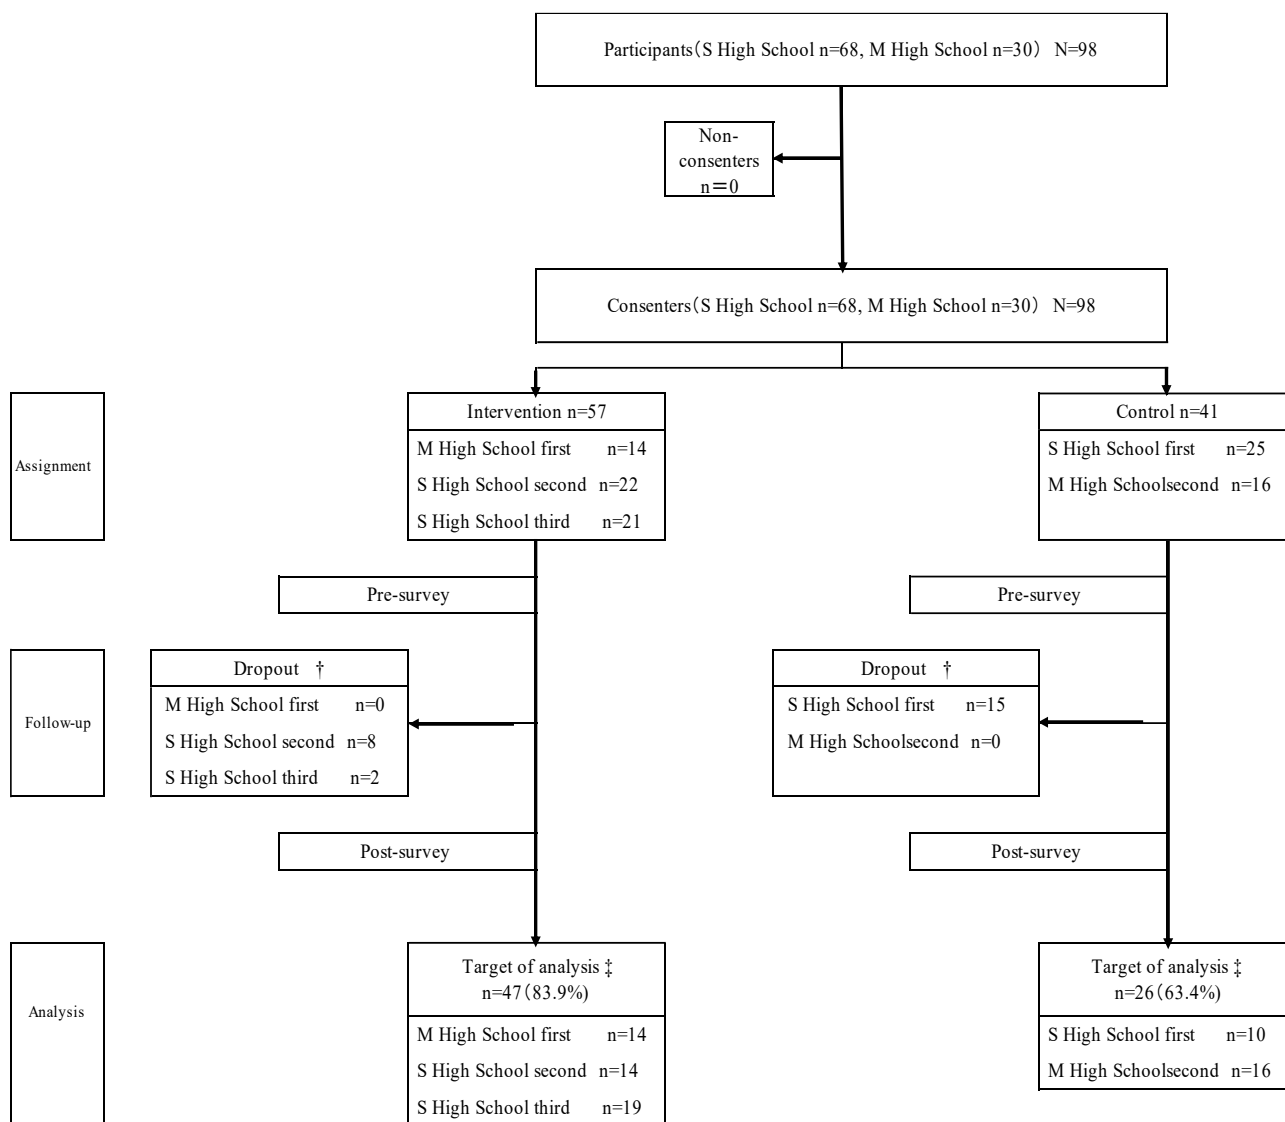 Participants（S High School n=68, M High School n=30） N=98
Non-
consenters
n＝0
Consenters（S High School n=68, M High School n=30） N=98
Assignment
Intervention n=57
M High School first n=14
S High School second n=22
S High School third n=21
Control n=41
S High School first n=25
M High Schoolsecond n=16
Pre-survey
Pre-survey
Follow-up
Dropout †
M High School first n=0
S High School second n=8
S High School third n=2
Dropout †
S High School first n=15
M High Schoolsecond n=0
Post-survey
Post-survey
Analysis
Target of analysis ‡
n=47（83.9%）
M High School first n=14
S High School second n=14
S High School third n=19
Target of analysis ‡
n=26（63.4%）
S High School first n=10
M High Schoolsecond n=16